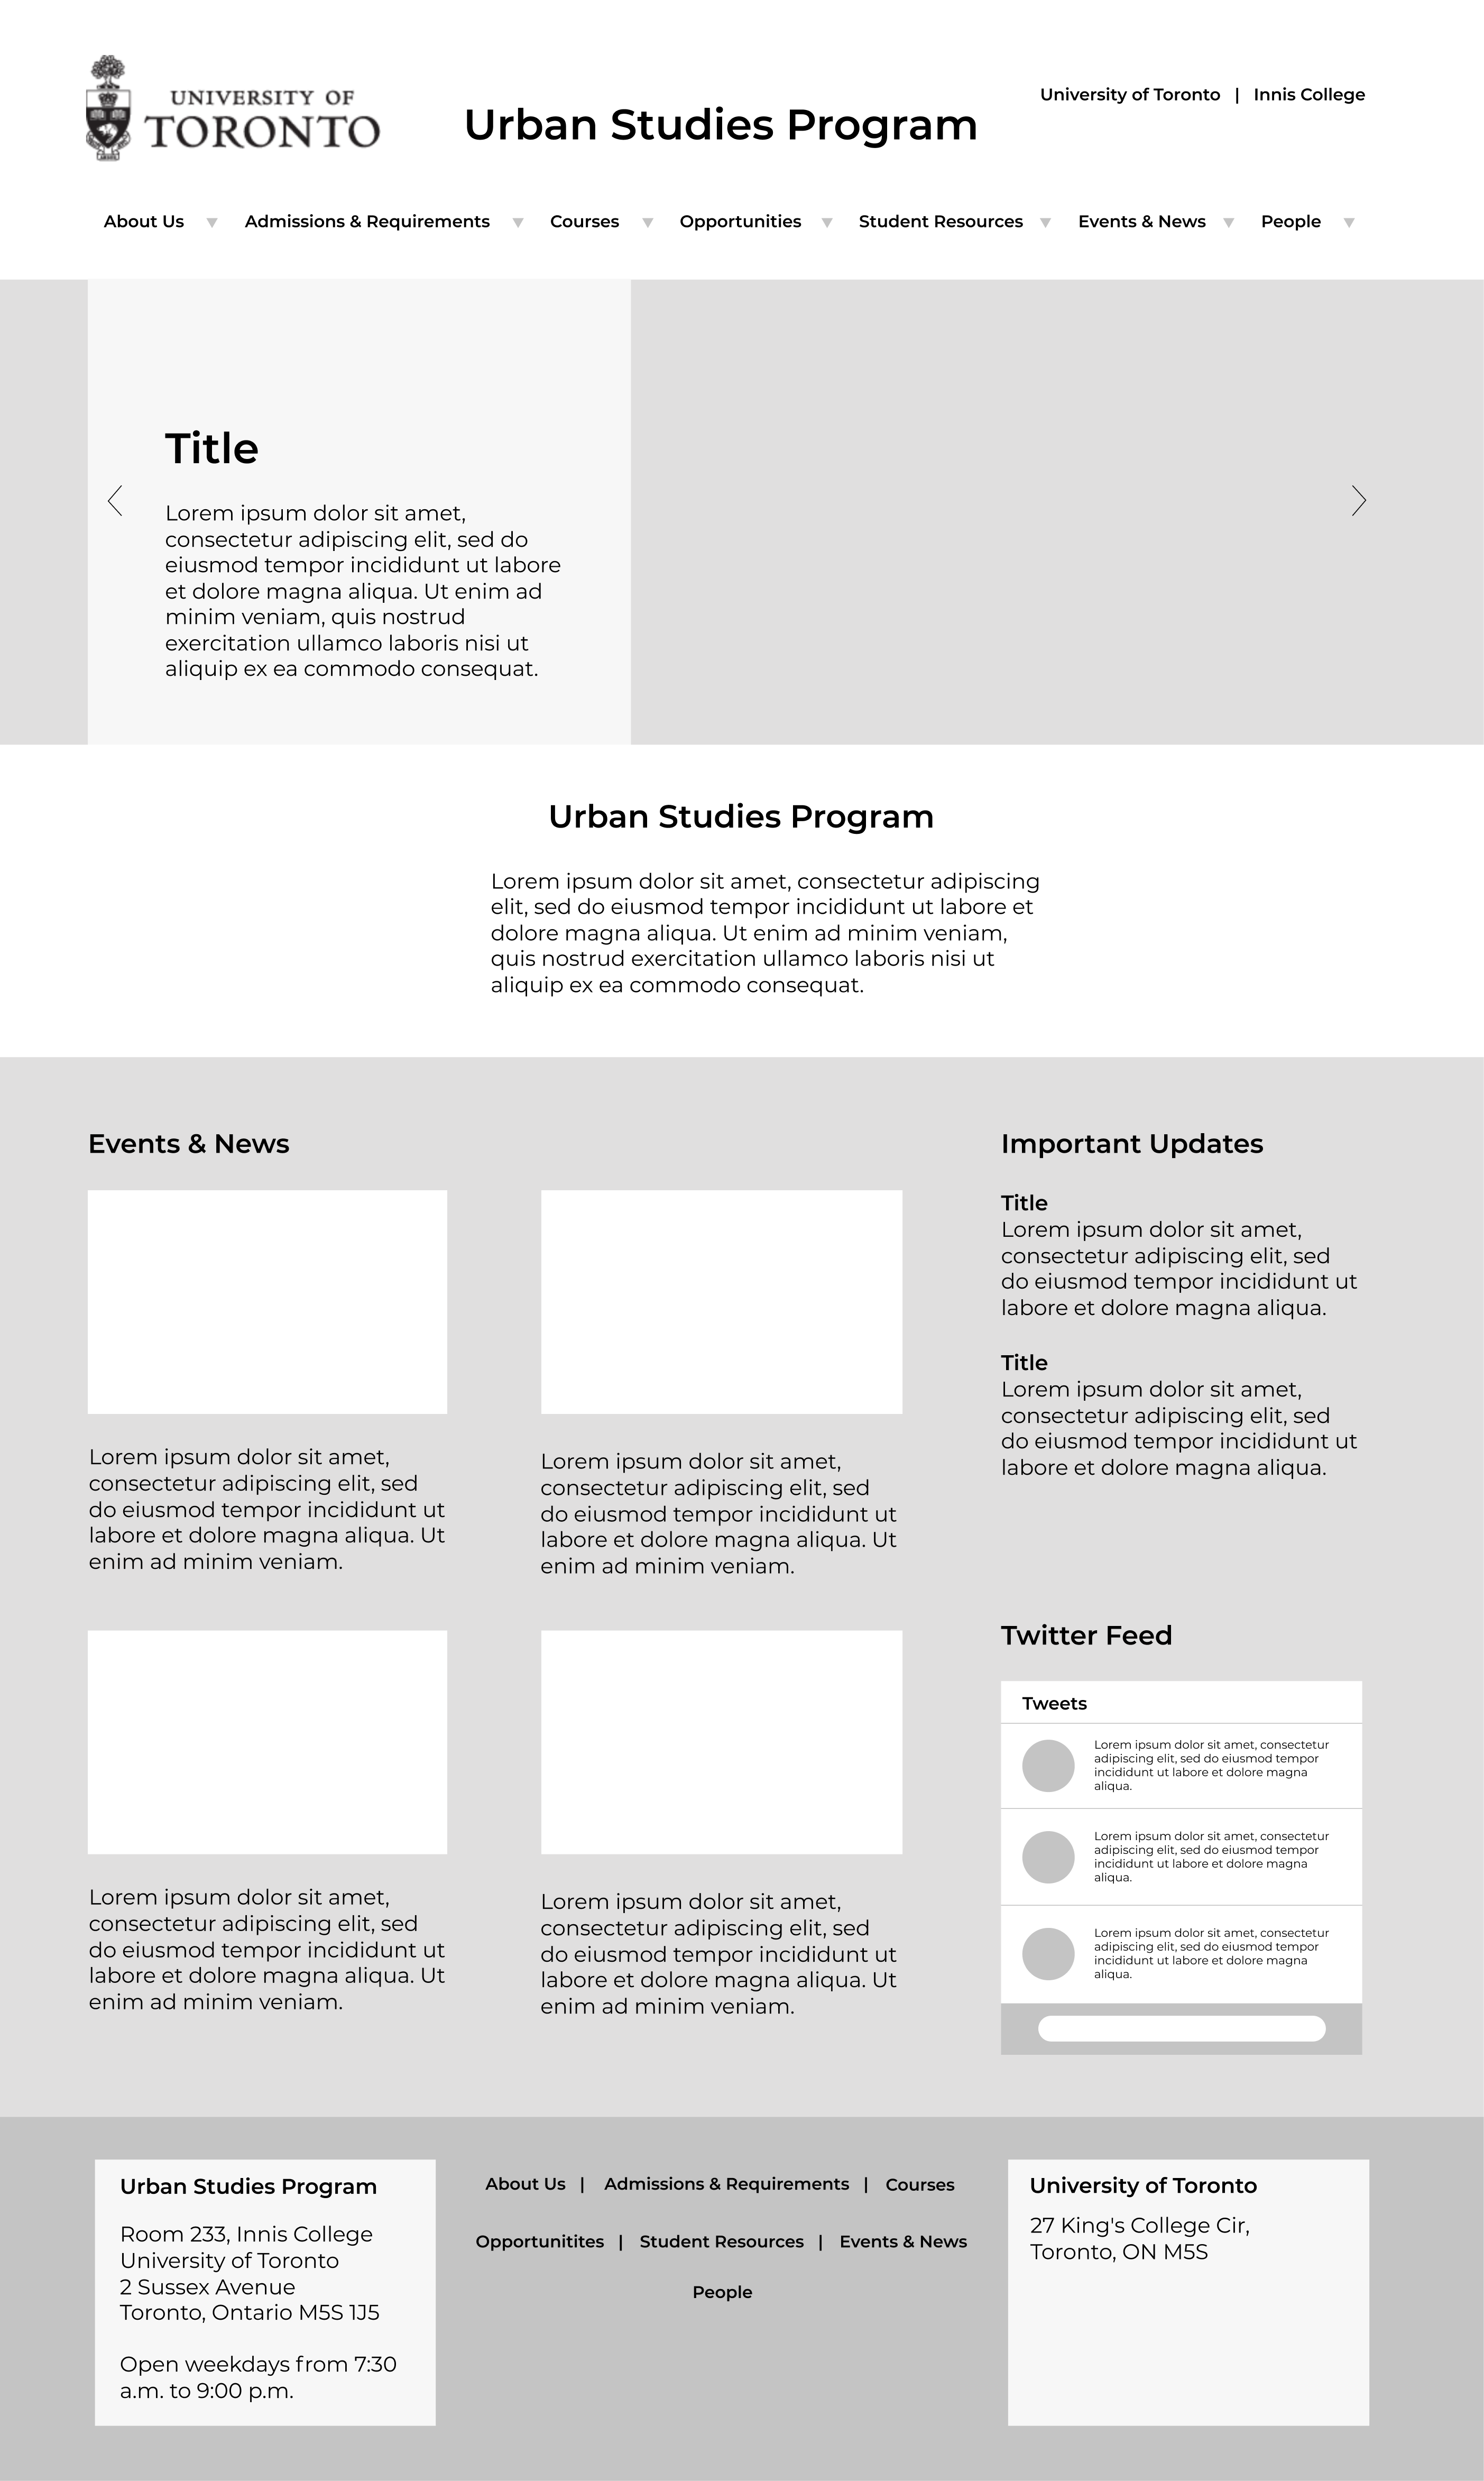 UNIVERSITY OF
TORONTO
Urban Studies Program
University of Toronto | Innis College
About Us ▼ Admissions & Requirements ▼ Courses ▼ Opportunities ▼ Student Resources ▼ Events & News ▼ People ▼
Title
Lorem ipsum dolor sit amet,
consectetur adipiscing elit, sed do
eiusmod tempor incididunt ut labore
et dolore magna aliqua. Ut enim ad
minim veniam, quis nostrud
exercitation ullamco laboris nisi ut
aliquip ex ea commodo consequat.
Urban Studies Program
Lorem ipsum dolor sit amet, consectetur adipiscing
elit, sed do eiusmod tempor incididunt ut labore et
dolore magna aliqua. Ut enim ad minim veniam,
quis nostrud exercitation ullamco laboris nisi ut
aliquip ex ea commodo consequat.
Events & News
Lorem ipsum dolor sit amet,
consectetur adipiscing elit, sed
do eiusmod tempor incididunt ut
labore et dolore magna aliqua. Ut
enim ad minim veniam.
Lorem ipsum dolor sit amet,
consectetur adipiscing elit, sed
do eiusmod tempor incididunt ut
labore et dolore magna aliqua. Ut
enim ad minim veniam.
Lorem ipsum dolor sit amet,
consectetur adipiscing elit, sed
do eiusmod tempor incididunt ut
labore et dolore magna aliqua. Ut
enim ad minim veniam.
Lorem ipsum dolor sit amet,
consectetur adipiscing elit, sed
do eiusmod tempor incididunt ut
labore et dolore magna aliqua. Ut
enim ad minim veniam.
Important Updates
Title
Lorem ipsum dolor sit amet,
consectetur adipiscing elit, sed
do eiusmod tempor incididunt ut
labore et dolore magna aliqua.
Title
Lorem ipsum dolor sit amet,
consectetur adipiscing elit, sed
do eiusmod tempor incididunt ut
labore et dolore magna aliqua.
Twitter Feed
Tweets
Lorem ipsum dolor sit amet, consectetur
adipiscing elit, sed do eiusmod tempor
incididunt ut labore et dolore magna
aliqua.
Lorem ipsum dolor sit amet, consectetur
adipiscing elit, sed do eiusmod tempor
incididunt ut labore et dolore magna
aliqua.
Lorem ipsum dolor sit amet, consectetur
adipiscing elit, sed do eiusmod tempor
incididunt ut labore et dolore magna
aliqua.
Urban Studies Program
Room 233, Innis College
University of Toronto
2 Sussex Avenue
Toronto, Ontario M5S 1J5
Open weekdays from 7:30
a.m. to 9:00 p.m.
About Us | Admissions & Requirements | Courses
Opportunitites | Student Resources | Events & News
People
University of Toronto
27 King's College Cir,
Toronto, ON M5S